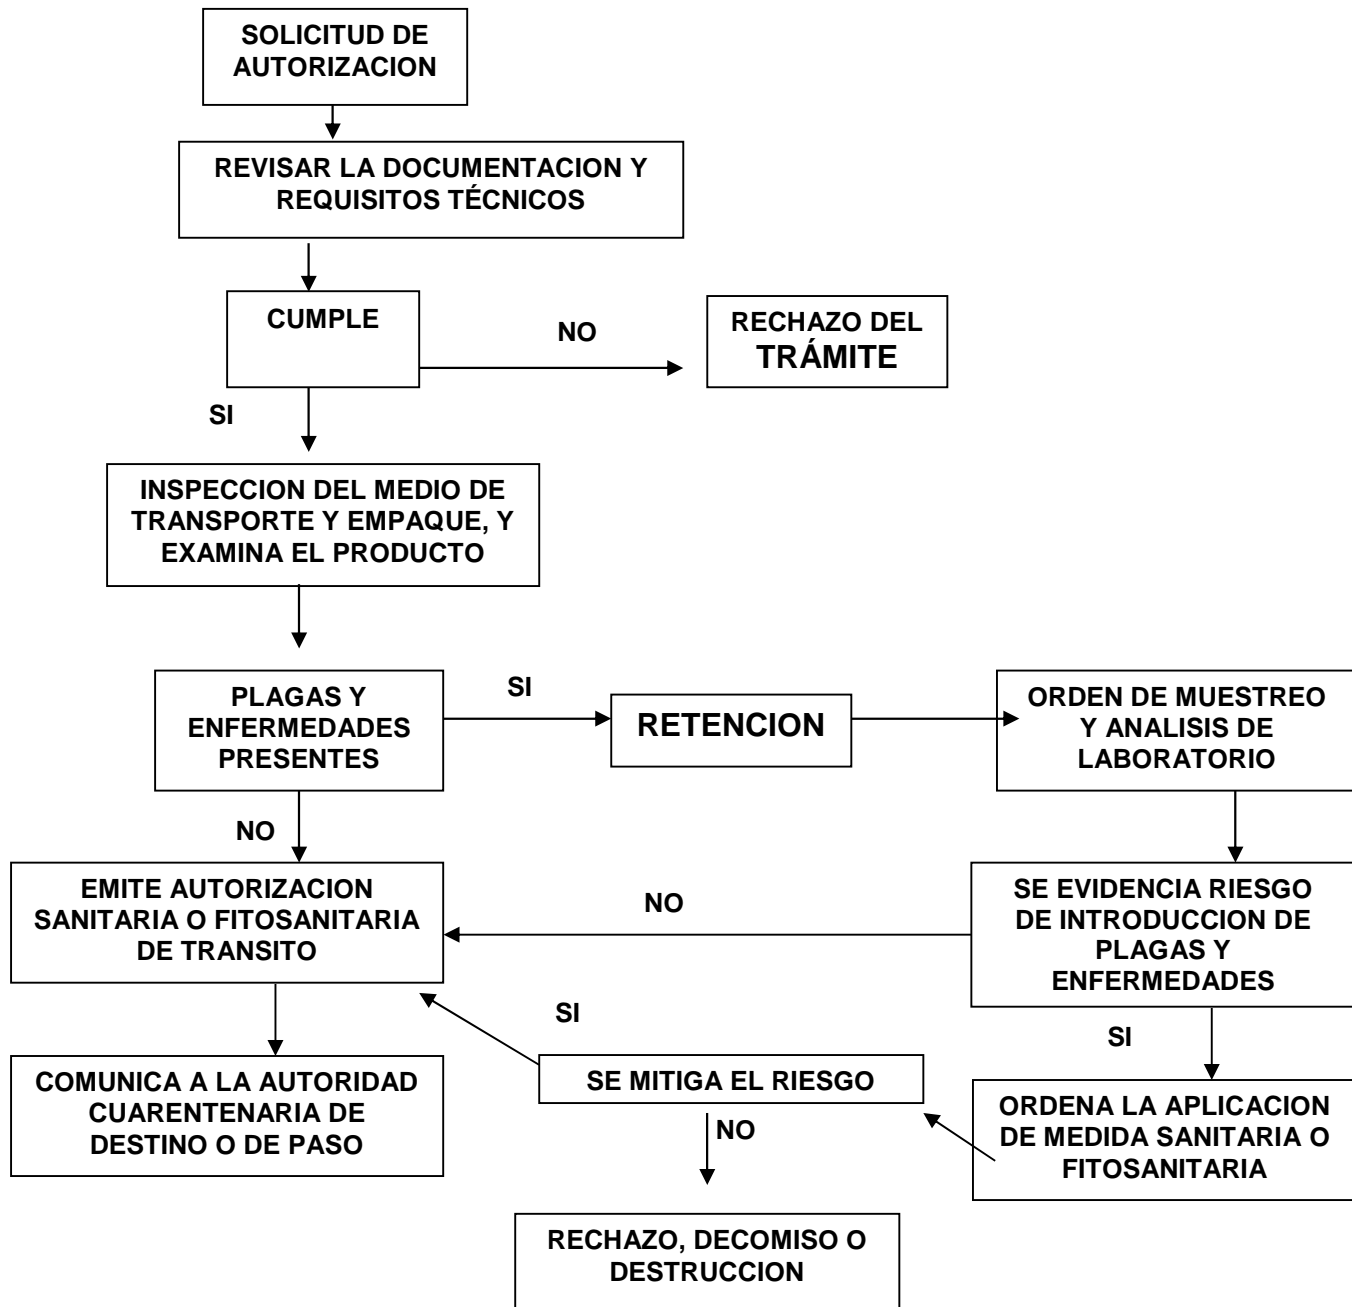 SOLICITUD DE
AUTORIZACION
REVISAR LA DOCUMENTACION Y
REQUISITOS TÉCNICOS
CUMPLE
NO
RECHAZO DEL
TRÁMITE
SI
INSPECCION DEL MEDIO DE
TRANSPORTE Y EMPAQUE, Y
EXAMINA EL PRODUCTO
PLAGAS Y
ENFERMEDADES
PRESENTES
SI
RETENCION
ORDEN DE MUESTREO
Y ANALISIS DE
LABORATORIO
NO
EMITE AUTORIZACION
SANITARIA O FITOSANITARIA
DE TRANSITO
NO
SE EVIDENCIA RIESGO
DE INTRODUCCION DE
PLAGAS Y
ENFERMEDADES
SI
SI
COMUNICA A LA AUTORIDAD
CUARENTENARIA DE
DESTINO O DE PASO
SE MITIGA EL RIESGO
ORDENA LA APLICACION
DE MEDIDA SANITARIA O
FITOSANITARIA
NO
RECHAZO, DECOMISO O
DESTRUCCION